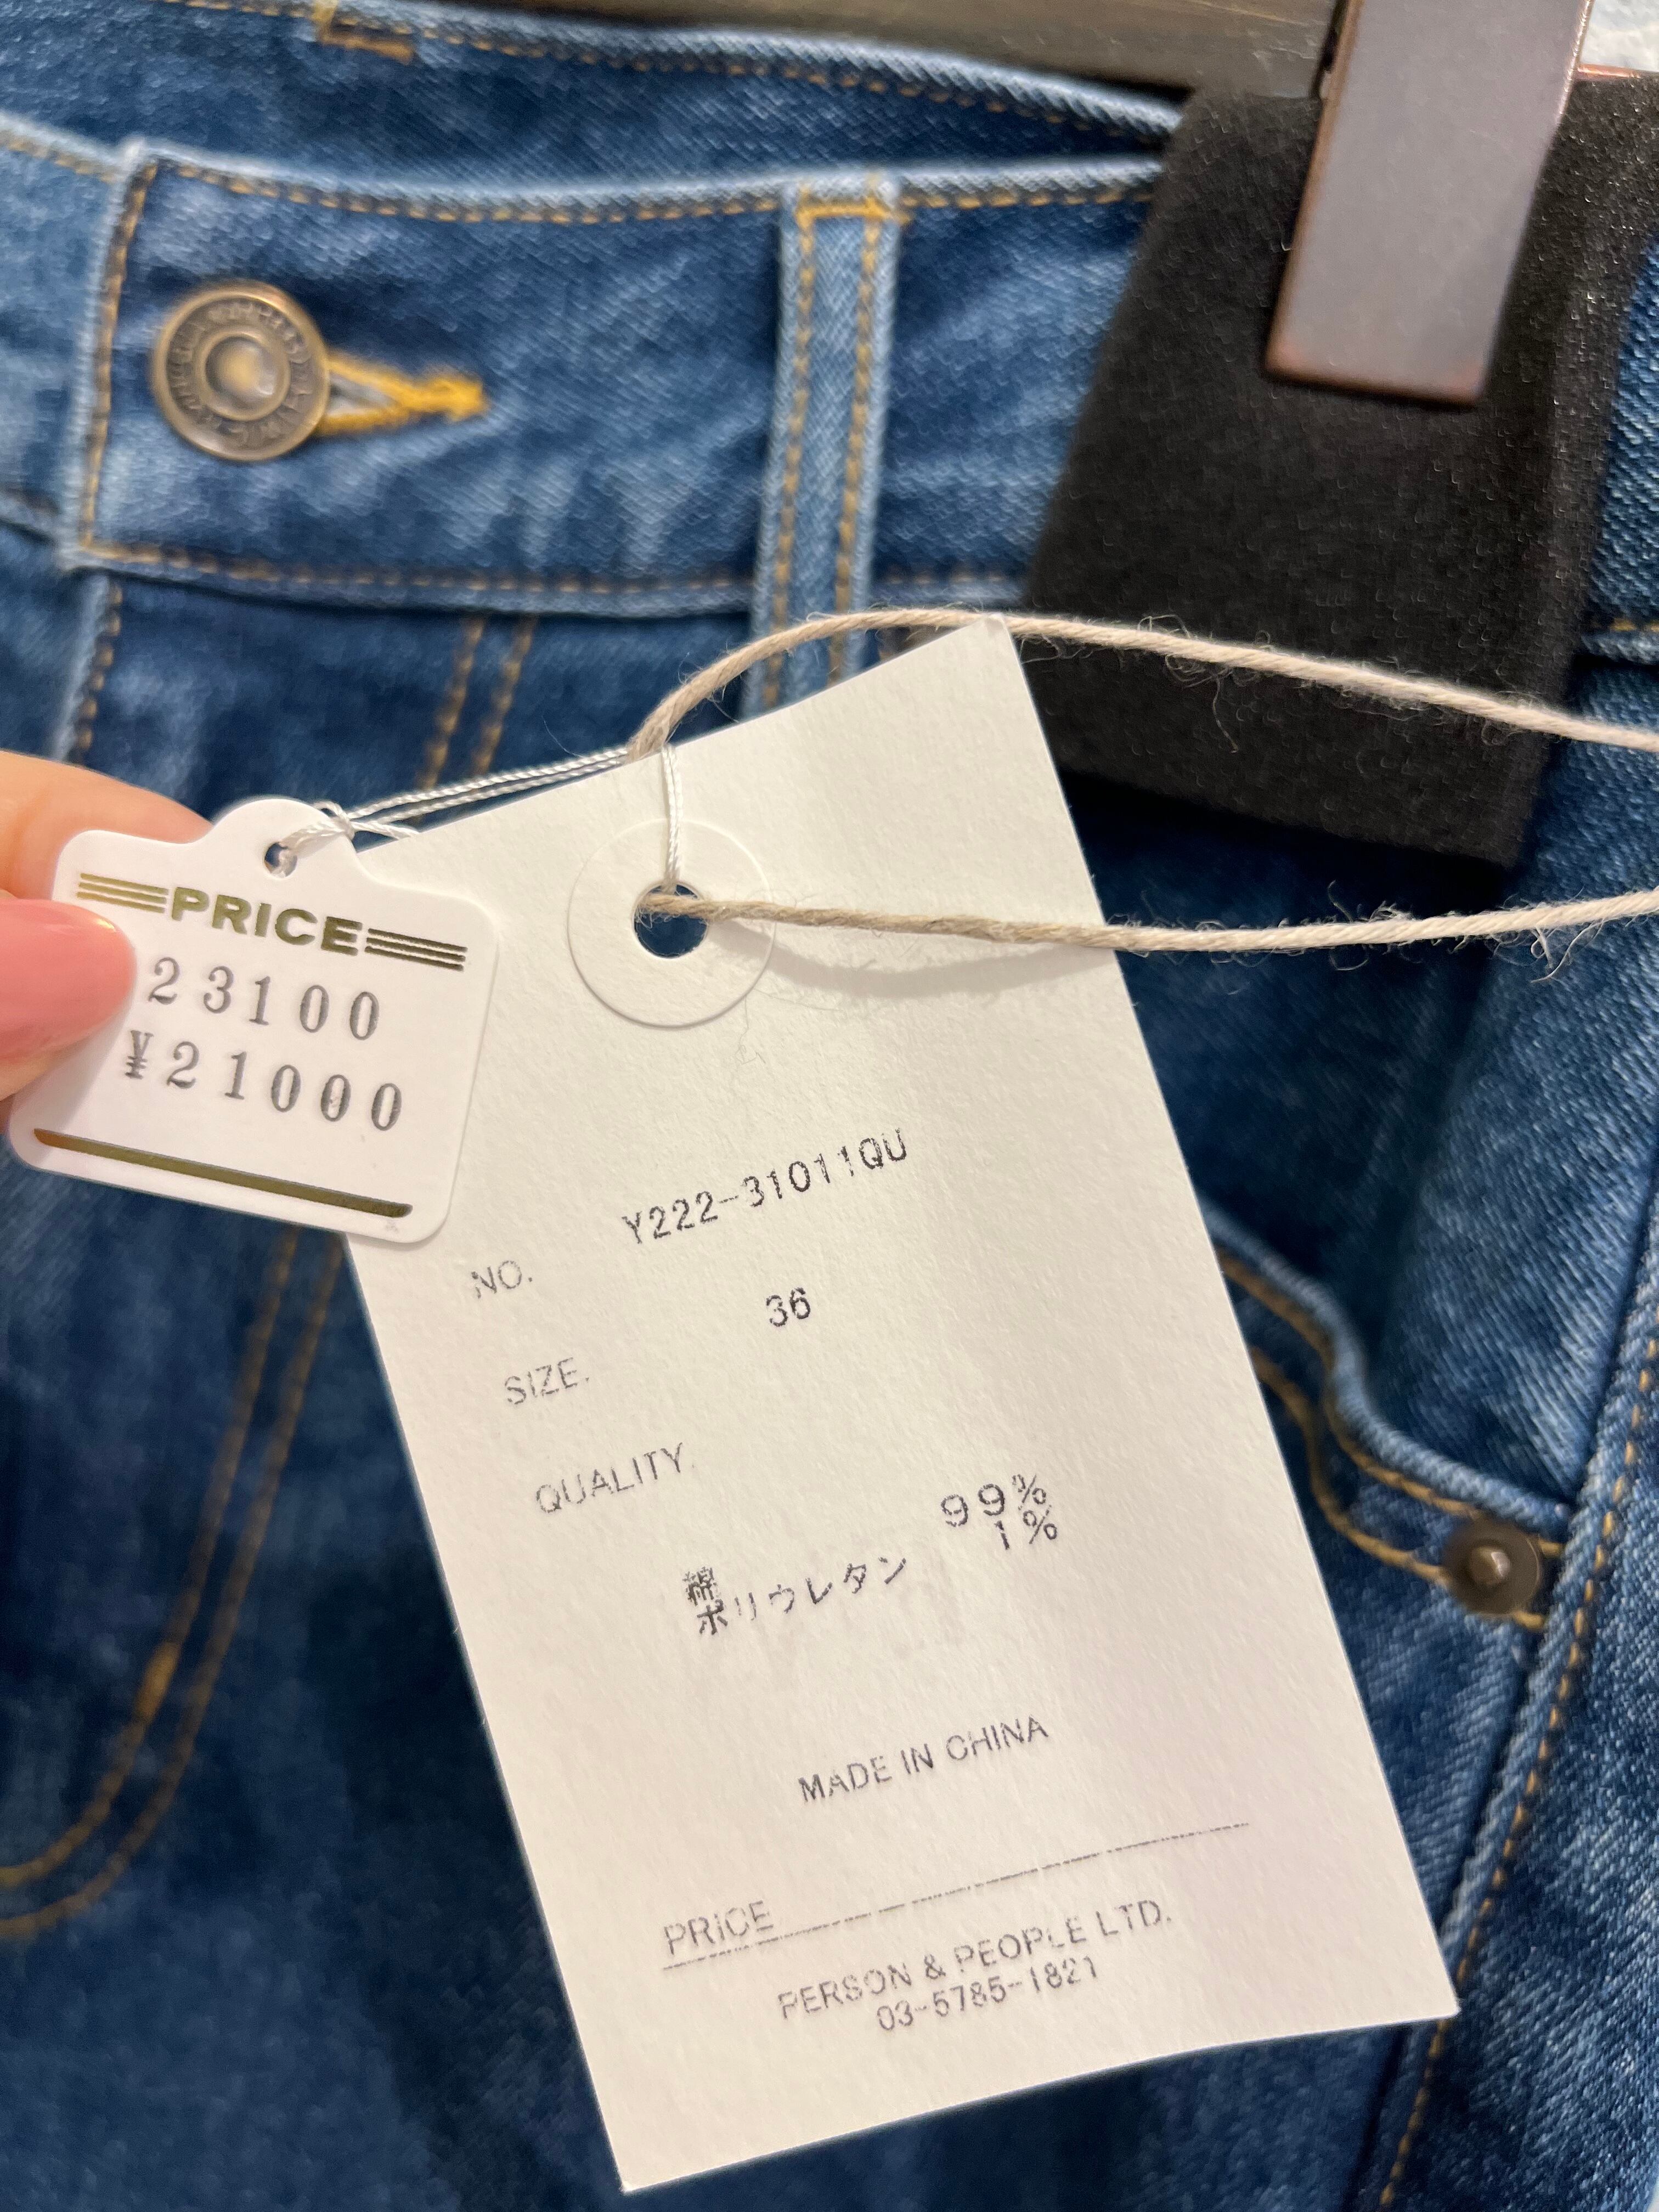 PRICE
23100
¥21000
NO. Y222-31011QU
SIZE. 36
QUALITY.
綿 99%
ポリウレタン 1%
MADE IN CHINA
PRICE
PERSON & PEOPLE LTD.
03-5785-1821